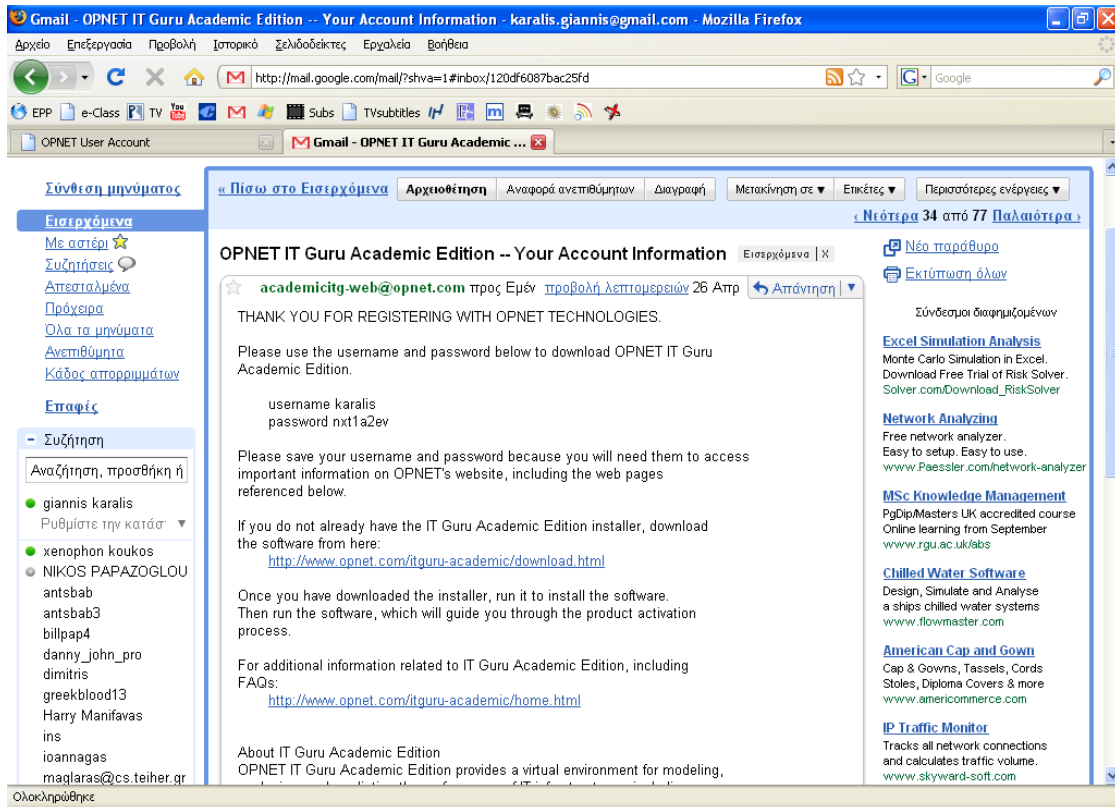 Gmail - OPNET IT Guru Academic Edition -- Your Account Information - karalis.giannis@gmail.com - Mozilla Firefox
Αρχείο Επεξεργασία Προβολή Ιστορικό Σελιδοδείκτες Εργαλεία Βοήθεια
http://mail.google.com/mail/?shva=1#inbox/120df6087bac25fd
Google
EPP e-Class TV Subs TVsubtitles
OPNET User Account
Gmail - OPNET IT Guru Academic ...
Σύνθεση μηνύματος
Εισερχόμενα
Με αστέρι
Συζητήσεις
Απεσταλμένα
Πρόχειρα
Όλα τα μηνύματα
Ανεπιθύμητα
Κάδος απορριμμάτων
Επαφές
Συζήτηση
Αναζήτηση, προσθήκη ή
giannis karalis
Ρυθμίστε την κατάστ
xenophon koukos
NIKOS PAPAZOGLOU
antsbab
antsbab3
billpap4
danny_john_pro
dimitris
greekblood13
Harry Manifavas
ins
ioannagas
maglaras@cs.teiher.gr
« Πίσω στο Εισερχόμενα Αρχειοθέτηση Αναφορά ανεπιθύμητων Διαγραφή Μετακίνηση σε Ετικέτες Περισσότερες ενέργειες
‹ Νεότερα 34 από 77 Παλαιότερα ›
OPNET IT Guru Academic Edition -- Your Account Information Εισερχόμενα X
academicitg-web@opnet.com προς Εμέν προβολή λεπτομερειών 26 Απρ Απάντηση
THANK YOU FOR REGISTERING WITH OPNET TECHNOLOGIES.
Please use the username and password below to download OPNET IT Guru
Academic Edition.
username karalis
password nxt1a2ev
Please save your username and password because you will need them to access
important information on OPNET's website, including the web pages
referenced below.
If you do not already have the IT Guru Academic Edition installer, download
the software from here:
http://www.opnet.com/itguru-academic/download.html
Once you have downloaded the installer, run it to install the software.
Then run the software, which will guide you through the product activation
process.
For additional information related to IT Guru Academic Edition, including
FAQs:
http://www.opnet.com/itguru-academic/home.html
About IT Guru Academic Edition
OPNET IT Guru Academic Edition provides a virtual environment for modeling,
Νέο παράθυρο
Εκτύπωση όλων
Σύνδεσμοι διαφημιζομένων
Excel Simulation Analysis
Monte Carlo Simulation in Excel.
Download Free Trial of Risk Solver.
Solver.com/Download_RiskSolver
Network Analyzing
Free network analyzer.
Easy to setup. Easy to use.
www.Paessler.com/network-analyzer
MSc Knowledge Management
PgDip/Masters UK accredited course
Online learning from September
www.rgu.ac.uk/abs
Chilled Water Software
Design, Simulate and Analyse
a ships chilled water systems
www.flowmaster.com
American Cap and Gown
Cap & Gowns, Tassels, Cords
Stoles, Diploma Covers & more
www.americommerce.com
IP Traffic Monitor
Tracks all network connections
and calculates traffic volume.
www.skyward-soft.com
Ολοκληρώθηκε